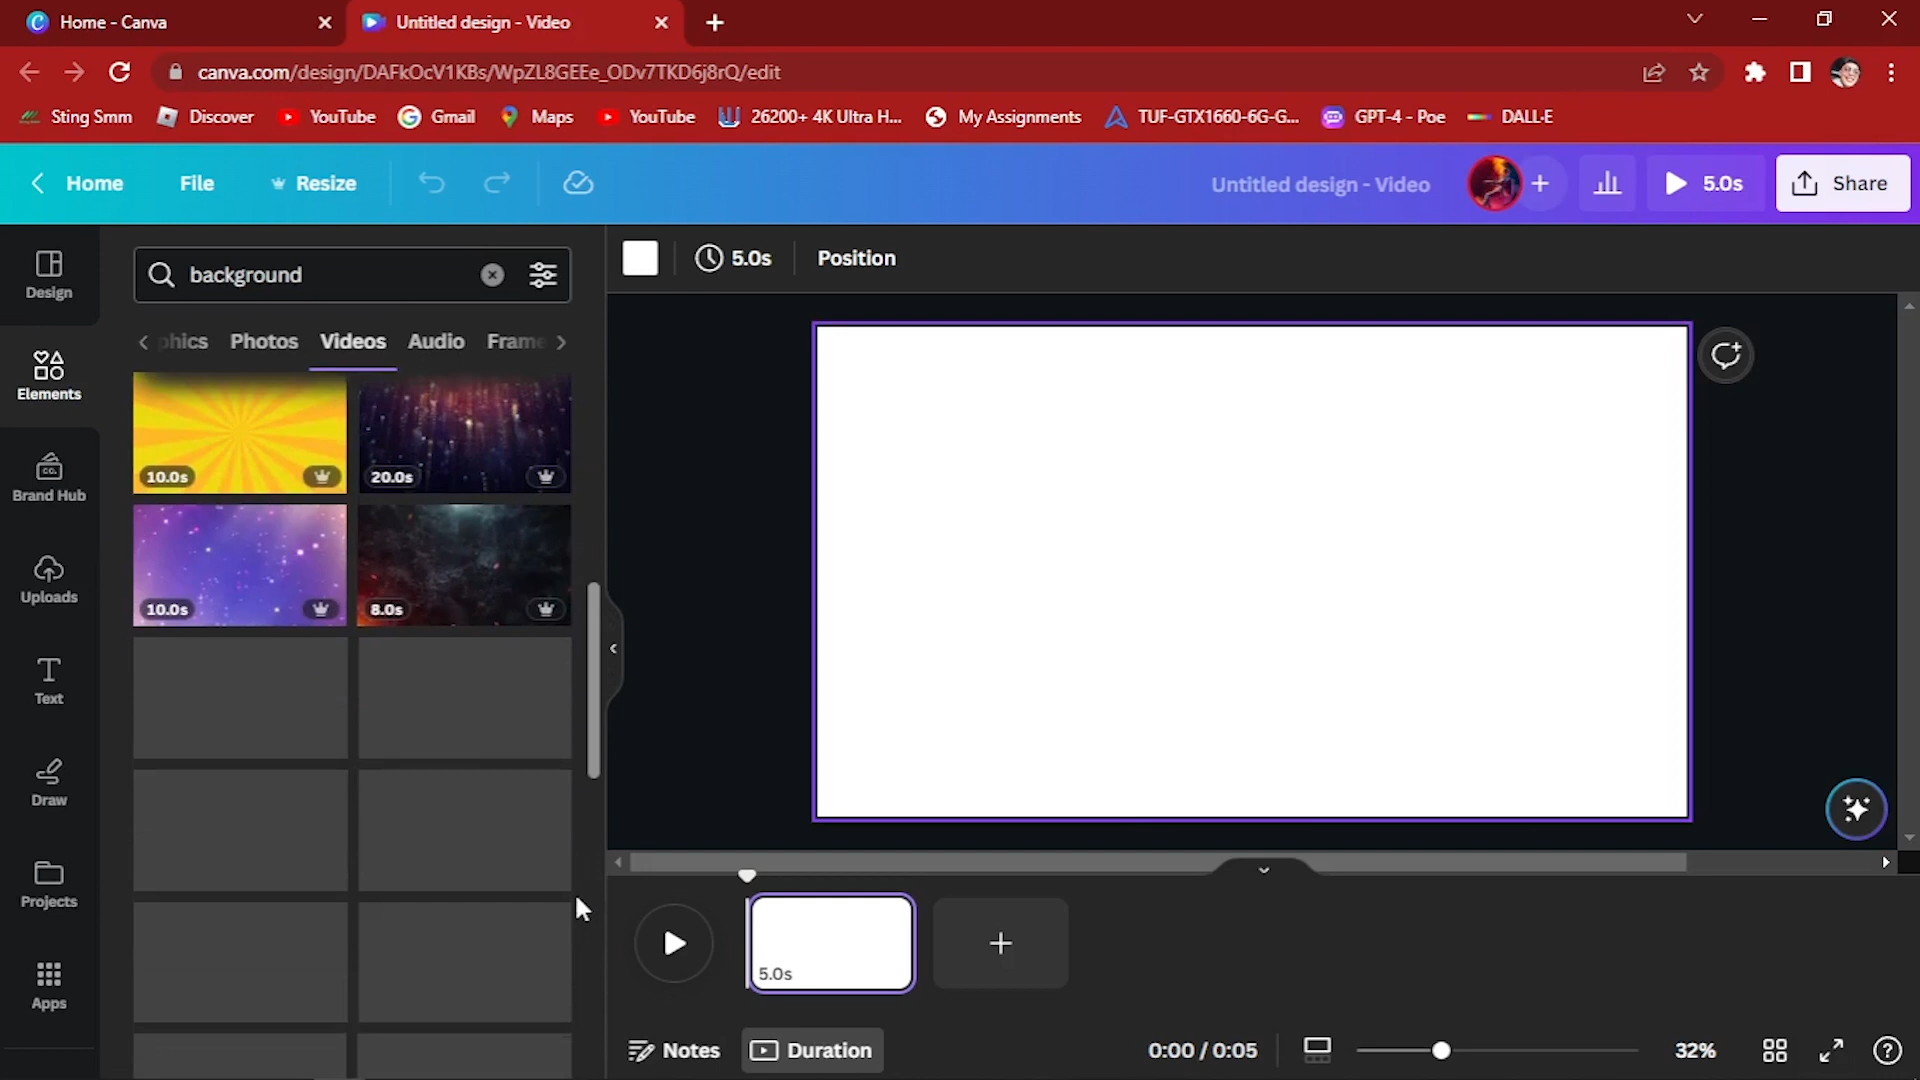 Home - Canva
Untitled design - Video
canva.com/design/DAFkOcV1KBs/WpZL8GEEe_ODv7TKD6j8rQ/edit
Sting Smm
Discover
YouTube
Gmail
Maps
YouTube
26200+ 4K Ultra H...
My Assignments
TUF-GTX1660-6G-G...
GPT-4 - Poe
DALL·E
Home
File
Resize
Untitled design - Video
5.0s
Share
Design
Elements
Brand Hub
CO.
Uploads
Text
Draw
Projects
Apps
background
phics
Photos
Videos
Audio
Frame
10.0s
20.0s
10.0s
8.0s
5.0s
Position
5.0s
Notes
Duration
0:00 / 0:05
32%